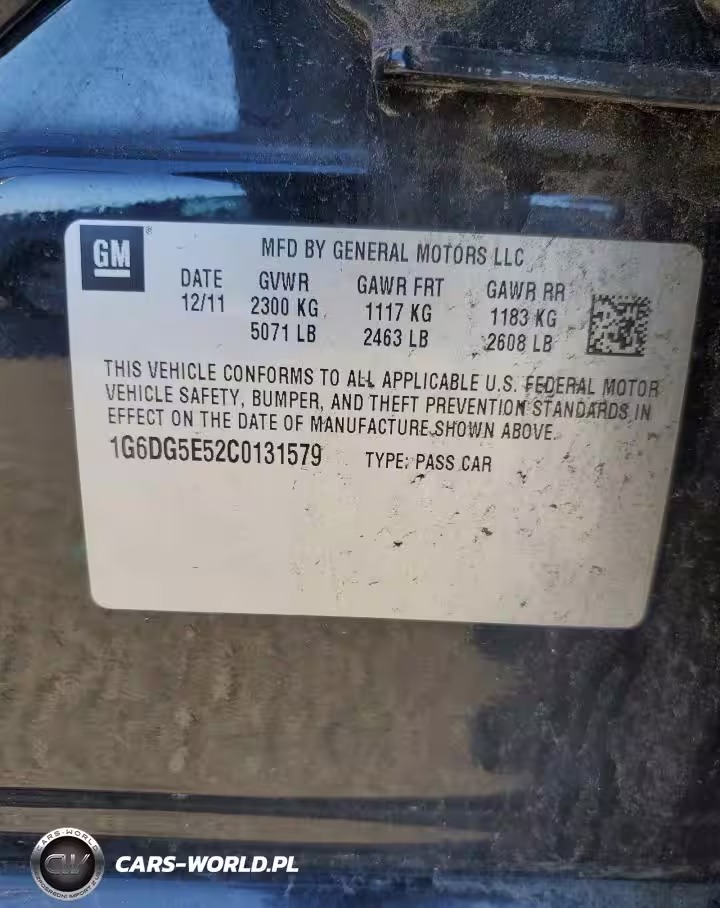 GM
®
MFD BY GENERAL MOTORS LLC
DATE GVWR GAWR FRT GAWR RR
12/11 2300 KG 1117 KG 1183 KG
5071 LB 2463 LB 2608 LB
THIS VEHICLE CONFORMS TO ALL APPLICABLE U.S. FEDERAL MOTOR
VEHICLE SAFETY, BUMPER, AND THEFT PREVENTION STANDARDS IN
EFFECT ON THE DATE OF MANUFACTURE SHOWN ABOVE.
1G6DG5E52C0131579 TYPE: PASS CAR
CARS-WORLD
CW
CARS-WORLD.PL